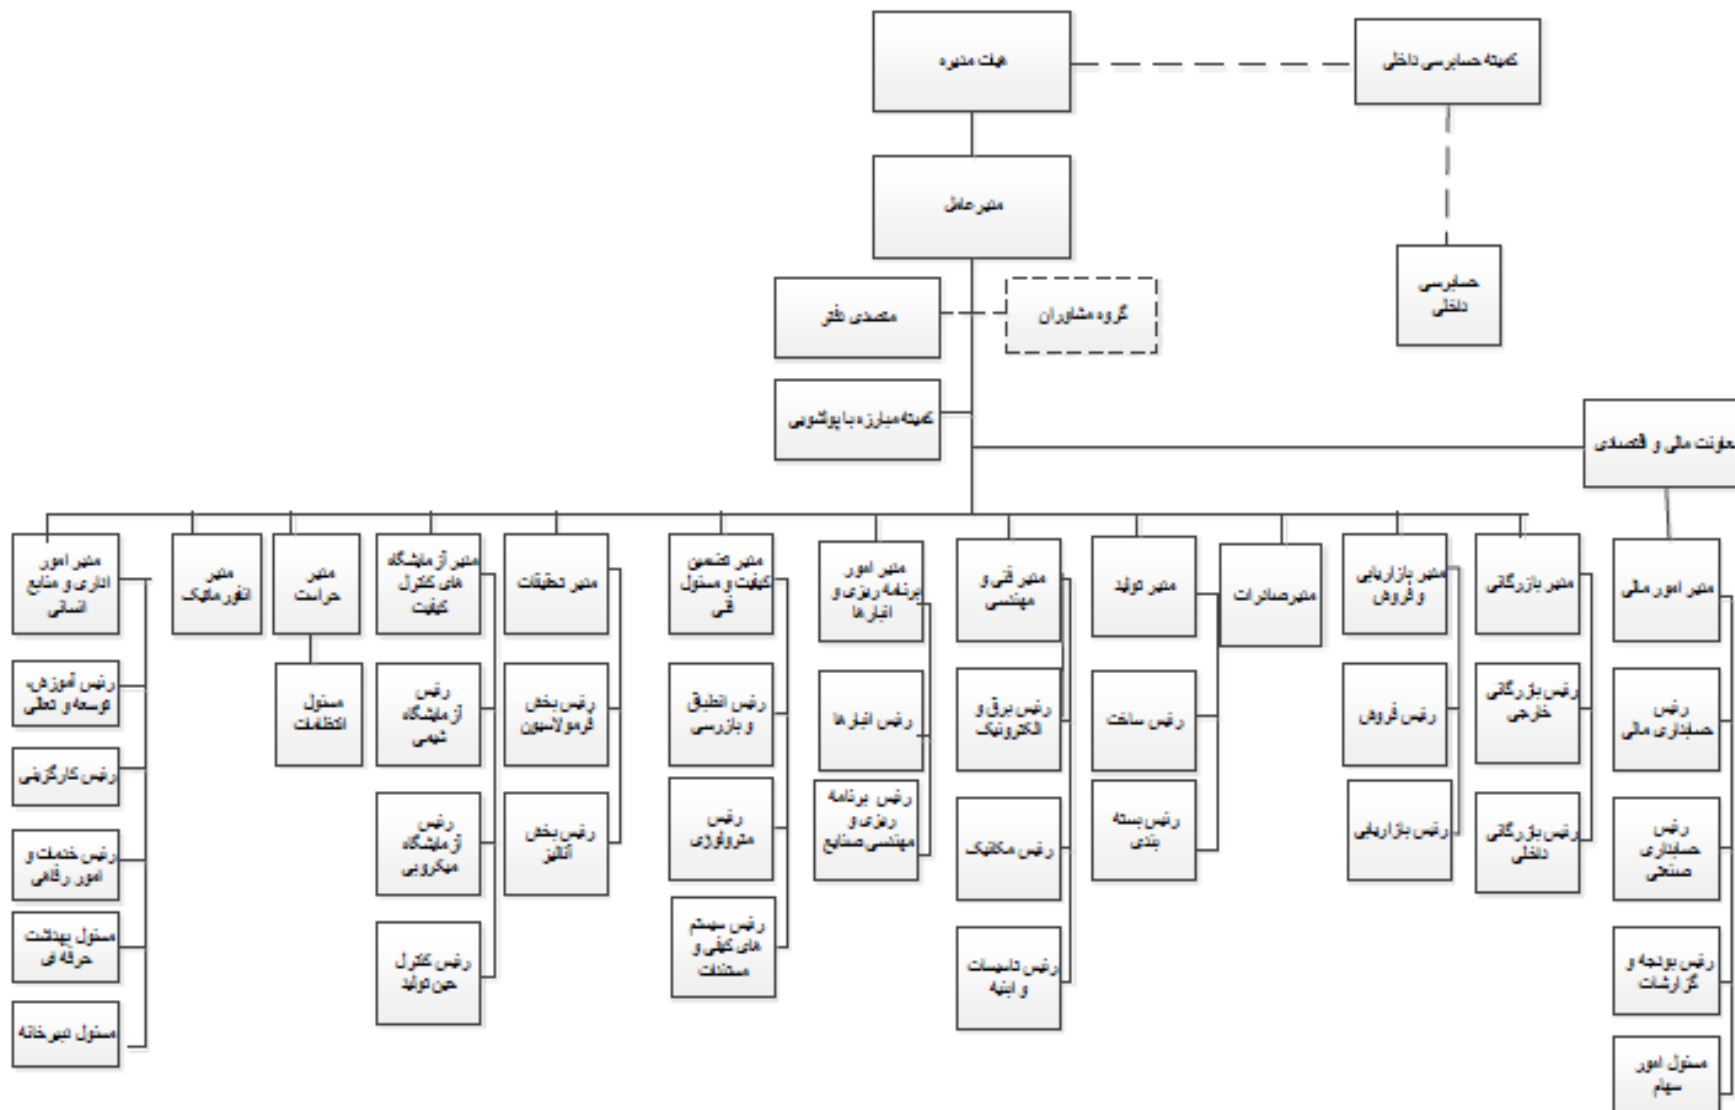 هیات مدیره
کمیته حسابرسی داخلی
مدیرعامل
حسابرسی
داخلی
گروه مشاوران
متصدی دفتر
کمیته مبارزه با پولشویی
معاونت مالی و اقتصادی
مدیر امور مالی
رئیس
حسابداری مالی
رئیس
حسابداری
صنعتی
رئیس بودجه و
گزارشات
مسئول امور
سهام
مدیر بازرگانی
رئیس بازرگانی
خارجی
رئیس بازرگانی
داخلی
مدیر بازاریابی
و فروش
رئیس فروش
رئیس بازاریابی
مدیرصادرات
مدیر تولید
رئیس ساخت
رئیس بسته
بندی
مدیر فنی و
مهندسی
رئیس برق و
الکترونیک
رئیس مکانیک
رئیس تاسیسات
و ابنیه
مدیر امور
برنامه ریزی و
انبارها
رئیس انبارها
رئیس برنامه
ریزی و
مهندسی صنایع
مدیر تضمین
کیفیت و مسئول
فنی
رئیس انطباق
و بازرسی
رئیس
مترولوژی
رئیس سیستم
های کیفی و
مستندات
مدیر تحقیقات
رئیس بخش
فرمولاسیون
رئیس بخش
آنالیز
مدیر آزمایشگاه
های کنترل
کیفیت
رئیس
آزمایشگاه
شیمی
رئیس
آزمایشگاه
میکروبی
رئیس کنترل
حین تولید
مدیر
حراست
مسئول
انتظامات
مدیر
انفورماتیک
مدیر امور
اداری و منابع
انسانی
رئیس آموزش،
توسعه و تعالی
رئیس کارگزینی
رئیس خدمات و
امور رفاهی
مسئول بهداشت
حرفه ای
مسئول دبیرخانه